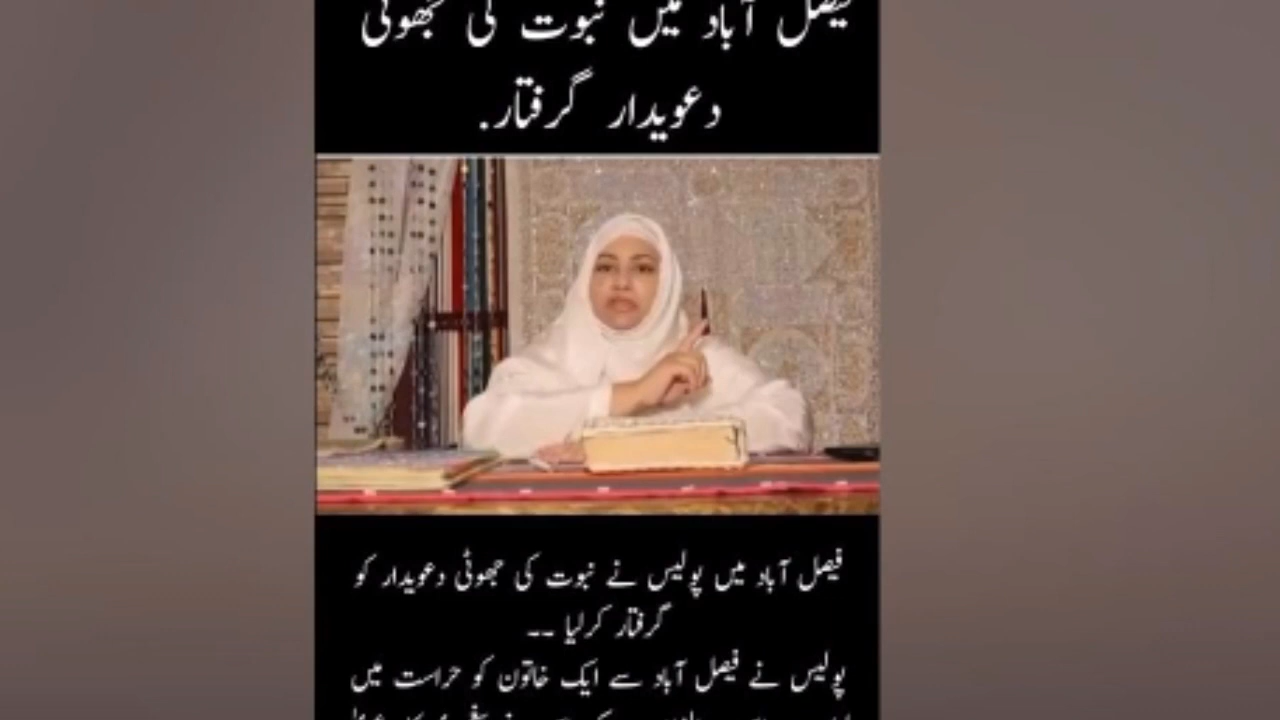 فیصل آباد میں نبوت کی جھوٹی
دعویدار گرفتار.
فیصل آباد میں پولیس نے نبوت کی جھوٹی دعویدار کو
گرفتار کرلیا --
پولیس نے فیصل آباد سے ایک خاتون کو حراست میں